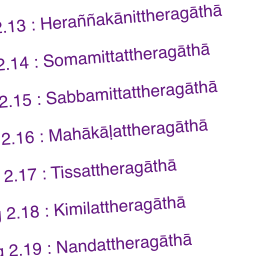 2.13 : Heraññakānittheragāthā
2.14 : Somamittattheragāthā
2.15 : Sabbamittattheragāthā
2.16 : Mahākāḷattheragāthā
2.17 : Tissattheragāthā
2.18 : Kimilattheragāthā
2.19 : Nandattheragāthā